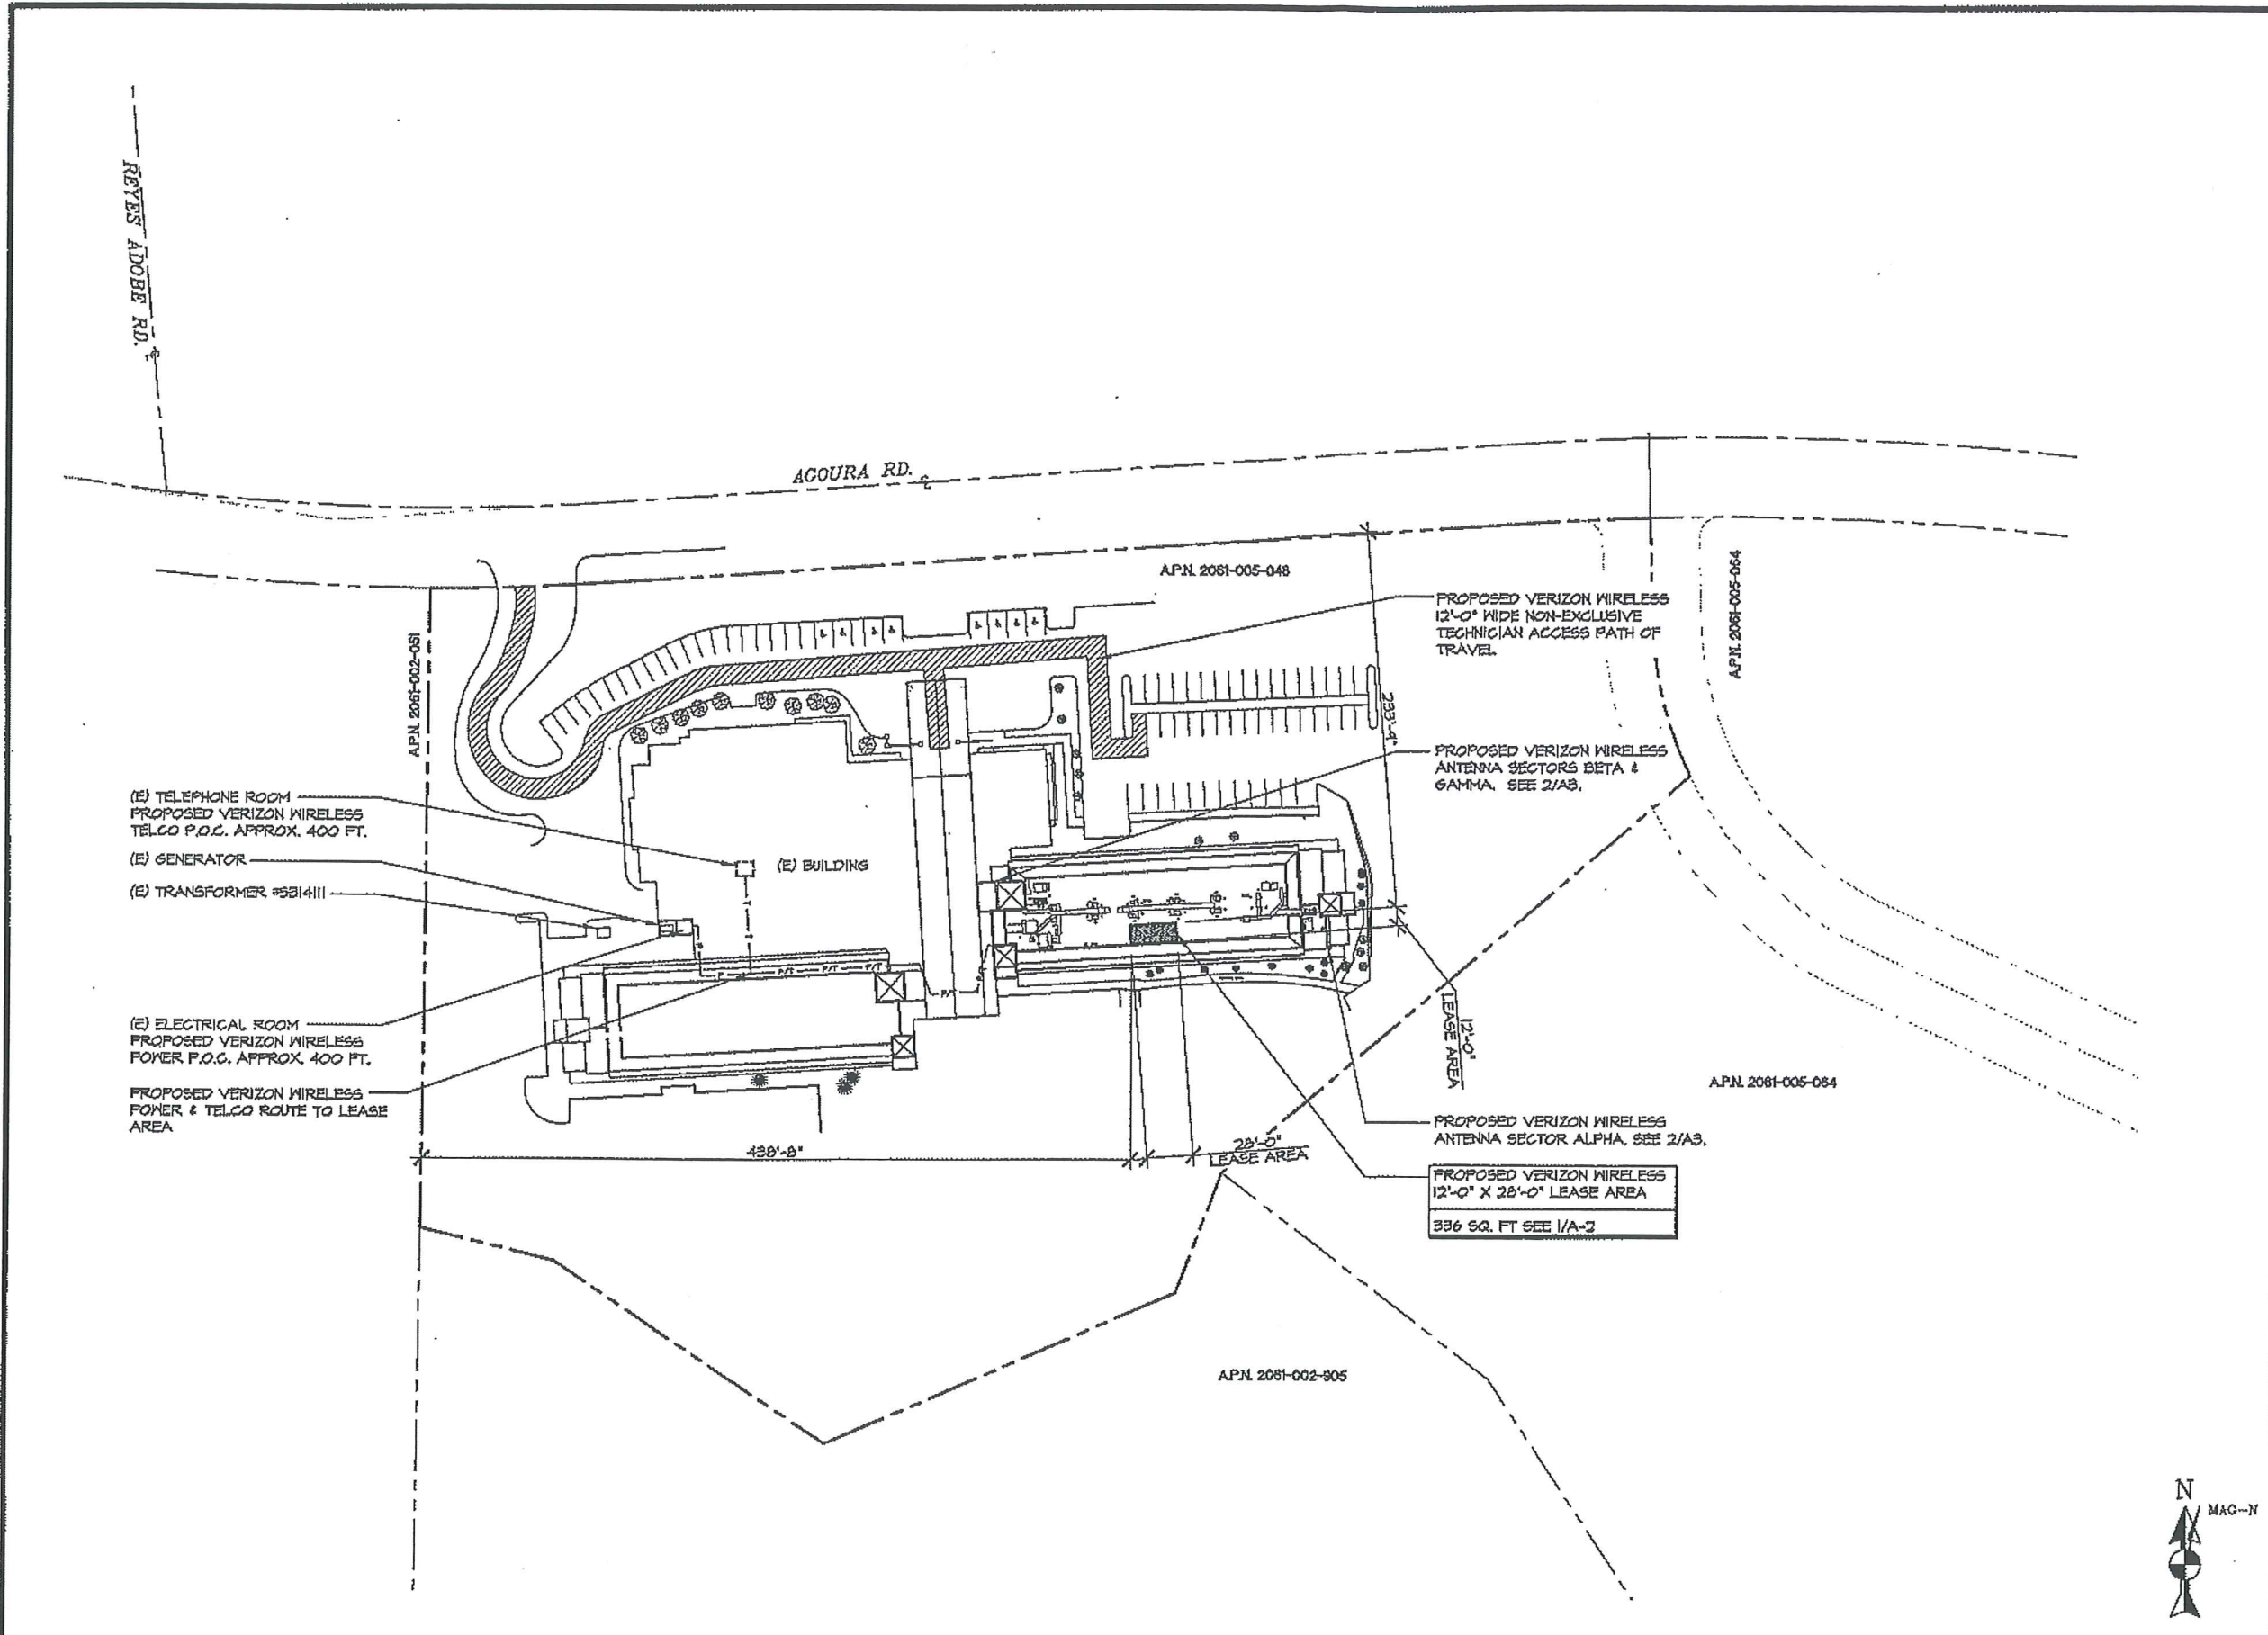 REYES ADOBE RD.
AGOURA RD.
A.P.N. 2061-005-048
A.P.N. 2061-002-051
A.P.N. 2061-005-064
PROPOSED VERIZON WIRELESS
12'-0" WIDE NON-EXCLUSIVE
TECHNICIAN ACCESS PATH OF
TRAVEL.
233'-9"
PROPOSED VERIZON WIRELESS
ANTENNA SECTORS BETA &
GAMMA. SEE 2/A3.
(E) TELEPHONE ROOM
PROPOSED VERIZON WIRELESS
TELCO P.O.C. APPROX. 400 FT.
(E) GENERATOR
(E) TRANSFORMER #5314111
(E) BUILDING
P/T
P/T
P/T
P/T
(E) ELECTRICAL ROOM
PROPOSED VERIZON WIRELESS
POWER P.O.C. APPROX. 400 FT.
PROPOSED VERIZON WIRELESS
POWER & TELCO ROUTE TO LEASE
AREA
12'-0"
LEASE AREA
A.P.N. 2061-005-064
PROPOSED VERIZON WIRELESS
ANTENNA SECTOR ALPHA. SEE 2/A3.
438'-8"
28'-0"
LEASE AREA
PROPOSED VERIZON WIRELESS
12'-0" X 28'-0" LEASE AREA
336 SQ. FT SEE 1/A-2
A.P.N. 2061-002-905
N
MAG-N